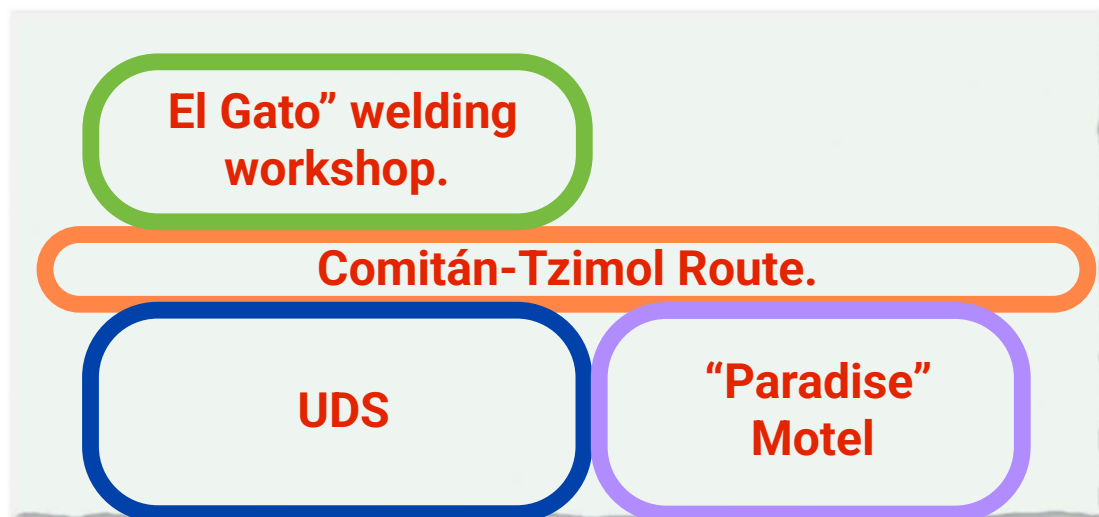 El Gato” welding
workshop.
Comitán-Tzimol Route.
UDS
“Paradise”
Motel